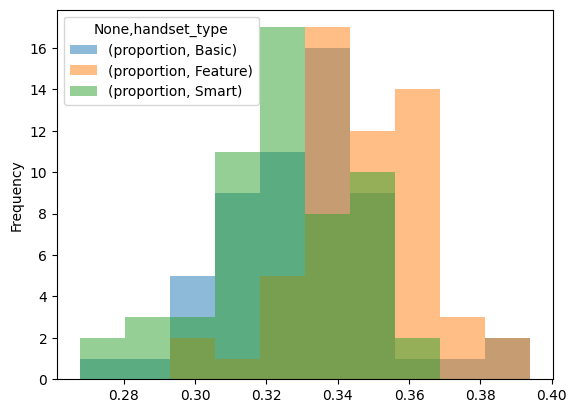 None,handset_type
(proportion, Basic)
(proportion, Feature)
(proportion, Smart)
Frequency
16
14
12
10
8
6
4
2
0
0.28 0.30 0.32 0.34 0.36 0.38 0.40